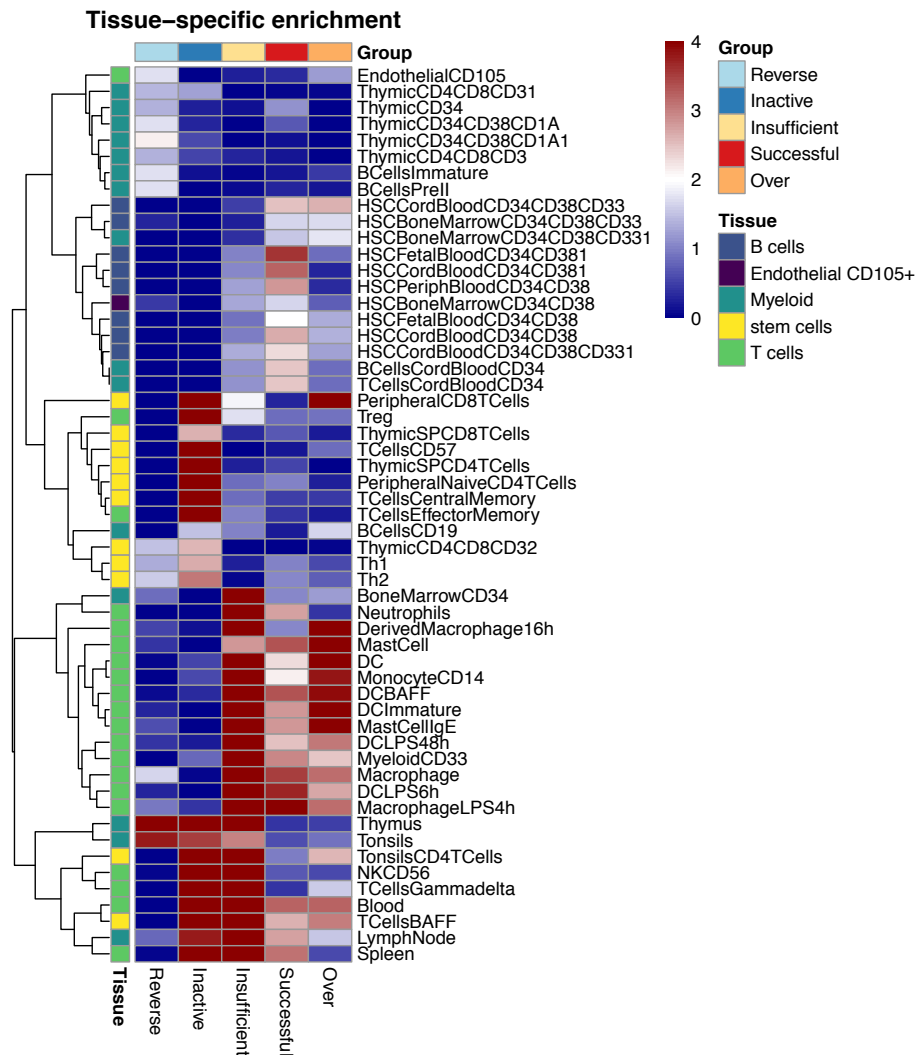 Tissue−specific enrichment
Group
EndothelialCD105
ThymicCD4CD8CD31
ThymicCD34
ThymicCD34CD38CD1A
ThymicCD34CD38CD1A1
ThymicCD4CD8CD3
BCellsImmature
BCellsPreII
HSCCordBloodCD34CD38CD33
HSCBoneMarrowCD34CD38CD33
HSCBoneMarrowCD34CD38CD331
HSCFetalBloodCD34CD381
HSCCordBloodCD34CD381
HSCPeriphBloodCD34CD38
HSCBoneMarrowCD34CD38
HSCFetalBloodCD34CD38
HSCCordBloodCD34CD38
HSCCordBloodCD34CD38CD331
BCellsCordBloodCD34
TCellsCordBloodCD34
PeripheralCD8TCells
Treg
ThymicSPCD8TCells
TCellsCD57
ThymicSPCD4TCells
PeripheralNaiveCD4TCells
TCellsCentralMemory
TCellsEffectorMemory
BCellsCD19
ThymicCD4CD8CD32
Th1
Th2
BoneMarrowCD34
Neutrophils
DerivedMacrophage16h
MastCell
DC
MonocyteCD14
DCBAFF
DCImmature
MastCellIgE
DCLPS48h
MyeloidCD33
Macrophage
DCLPS6h
MacrophageLPS4h
Thymus
Tonsils
TonsilsCD4TCells
NKCD56
TCellsGammadelta
Blood
TCellsBAFF
LymphNode
Spleen
Tissue
Reverse
Inactive
Insufficient
Successful
Over
4
3
2
1
0
Group
Reverse
Inactive
Insufficient
Successful
Over
Tissue
B cells
Endothelial CD105+
Myeloid
stem cells
T cells